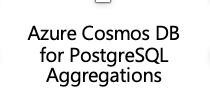 Azure Cosmos DB
for PostgreSQL
Aggregations